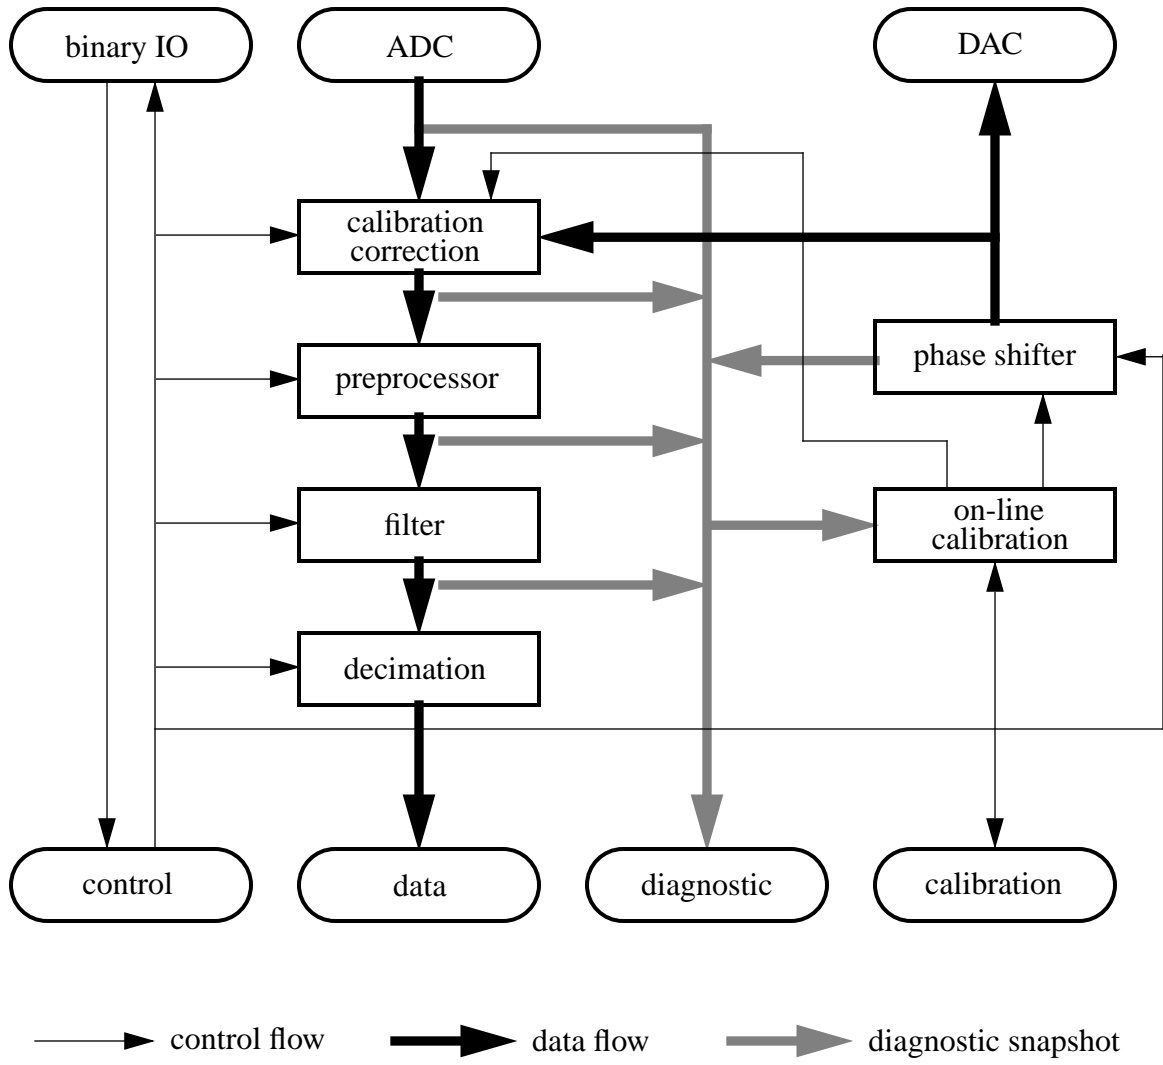 binary IO
ADC
DAC
calibration
correction
phase shifter
preprocessor
filter
on-line
calibration
decimation
control
data
diagnostic
calibration
control flow
data flow
diagnostic snapshot